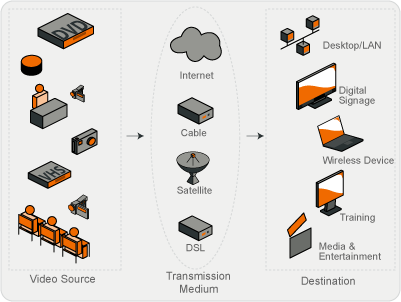 DVD
VHS
Video Source
Internet
Cable
Satellite
DSL
Transmission
Medium
Desktop/LAN
Digital
Signage
Wireless Device
Training
Media &
Entertainment
Destination